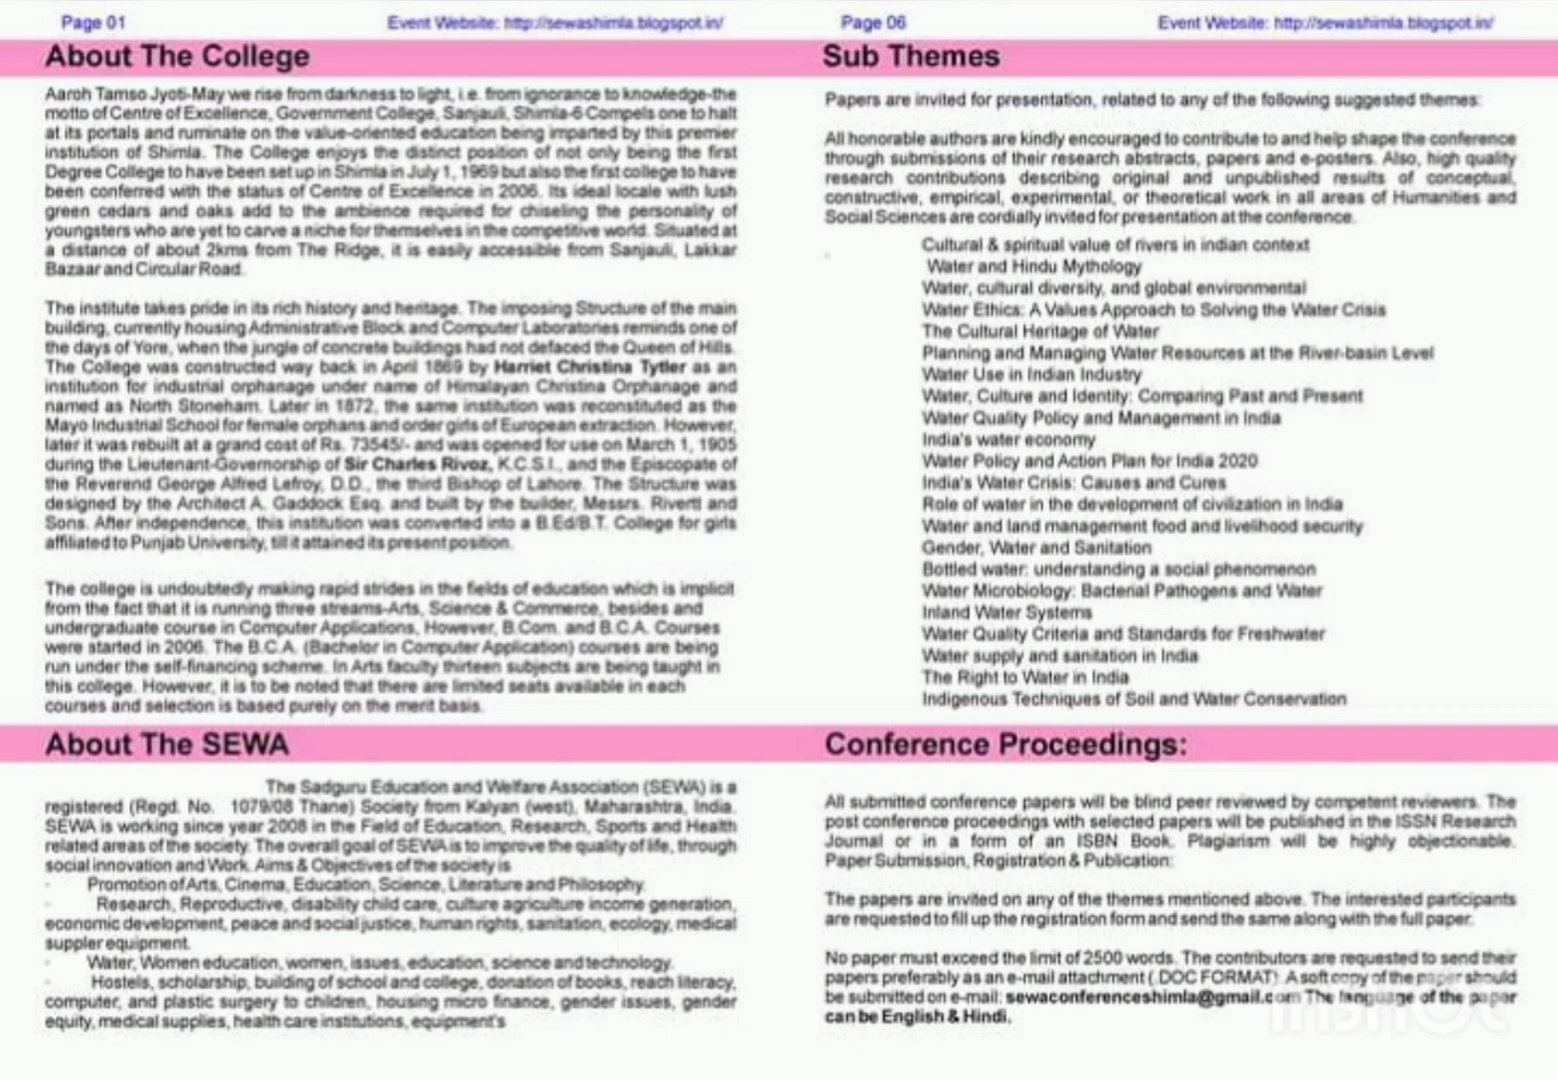 Page 01
Event Website: http://sewashimla.blogspot.in/
About The College
Aaroh Tamso Jyoti-May we rise from darkness to light, i.e. from ignorance to knowledge-the
motto of Centre of Excellence, Government College, Sanjauli, Shimla-6 Compels one to halt
at its portals and ruminate on the value-oriented education being imparted by this premier
institution of Shimla. The College enjoys the distinct position of not only being the first
Degree College to have been set up in Shimla in July 1, 1969 but also the first college to have
been conferred with the status of Centre of Excellence in 2006. Its ideal locale with lush
green cedars and oaks add to the ambience required for chiseling the personality of
youngsters who are yet to carve a niche for themselves in the competitive world. Situated at
a distance of about 2kms from The Ridge, it is easily accessible from Sanjauli, Lakkar
Bazaar and Circular Road.
The institute takes pride in its rich history and heritage. The imposing Structure of the main
building, currently housing Administrative Block and Computer Laboratories reminds one of
the days of Yore, when the jungle of concrete buildings had not defaced the Queen of Hills.
The College was constructed way back in April 1869 by Harriet Christina Tytler as an
institution for industrial orphanage under name of Himalayan Christina Orphanage and
named as North Stoneham. Later in 1872, the same institution was reconstituted as the
Mayo Industrial School for female orphans and order girls of European extraction. However,
later it was rebuilt at a grand cost of Rs. 73545/- and was opened for use on March 1, 1905
during the Lieutenant-Governorship of Sir Charles Rivoz, K.C.S.I., and the Episcopate of
the Reverend George Alfred Lefroy, D.D., the third Bishop of Lahore. The Structure was
designed by the Architect A. Gaddock Esq. and built by the builder, Messrs. Rivertt and
Sons. After independence, this institution was converted into a B.Ed/B.T. College for girls
affiliated to Punjab University, till it attained its present position.
The college is undoubtedly making rapid strides in the fields of education which is implicit
from the fact that it is running three streams-Arts, Science & Commerce, besides and
undergraduate course in Computer Applications, However, B.Com. and B.C.A. Courses
were started in 2006. The B.C.A. (Bachelor in Computer Application) courses are being
run under the self-financing scheme. In Arts faculty thirteen subjects are being taught in
this college. However, it is to be noted that there are limited seats available in each
courses and selection is based purely on the merit basis.
About The SEWA
The Sadguru Education and Welfare Association (SEWA) is a
registered (Regd. No. 1079/08 Thane) Society from Kalyan (west), Maharashtra, India.
SEWA is working since year 2008 in the Field of Education, Research, Sports and Health
related areas of the society. The overall goal of SEWA is to improve the quality of life, through
social innovation and Work. Aims & Objectives of the society is
· Promotion of Arts, Cinema, Education, Science, Literature and Philosophy.
· Research, Reproductive, disability child care, culture agriculture income generation,
economic development, peace and social justice, human rights, sanitation, ecology, medical
suppler equipment.
· Water, Women education, women, issues, education, science and technology.
· Hostels, scholarship, building of school and college, donation of books, reach literacy,
computer, and plastic surgery to children, housing micro finance, gender issues, gender
equity, medical supplies, health care institutions, equipment's
Page 06
Event Website: http://sewashimla.blogspot.in/
Sub Themes
Papers are invited for presentation, related to any of the following suggested themes:
All honorable authors are kindly encouraged to contribute to and help shape the conference
through submissions of their research abstracts, papers and e-posters. Also, high quality
research contributions describing original and unpublished results of conceptual,
constructive, empirical, experimental, or theoretical work in all areas of Humanities and
Social Sciences are cordially invited for presentation at the conference.
Cultural & spiritual value of rivers in indian context
Water and Hindu Mythology
Water, cultural diversity, and global environmental
Water Ethics: A Values Approach to Solving the Water Crisis
The Cultural Heritage of Water
Planning and Managing Water Resources at the River-basin Level
Water Use in Indian Industry
Water, Culture and Identity: Comparing Past and Present
Water Quality Policy and Management in India
India's water economy
Water Policy and Action Plan for India 2020
India's Water Crisis: Causes and Cures
Role of water in the development of civilization in India
Water and land management food and livelihood security
Gender, Water and Sanitation
Bottled water: understanding a social phenomenon
Water Microbiology: Bacterial Pathogens and Water
Inland Water Systems
Water Quality Criteria and Standards for Freshwater
Water supply and sanitation in India
The Right to Water in India
Indigenous Techniques of Soil and Water Conservation
Conference Proceedings:
All submitted conference papers will be blind peer reviewed by competent reviewers. The
post conference proceedings with selected papers will be published in the ISSN Research
Journal or in a form of an ISBN Book. Plagiarism will be highly objectionable.
Paper Submission, Registration & Publication:
The papers are invited on any of the themes mentioned above. The interested participants
are requested to fill up the registration form and send the same along with the full paper.
No paper must exceed the limit of 2500 words. The contributors are requested to send their
papers preferably as an e-mail attachment (.DOC FORMAT). A soft copy of the paper should
be submitted on e-mail: sewaconferenceshimla@gmail.com The language of the paper
can be English & Hindi.
InShOt